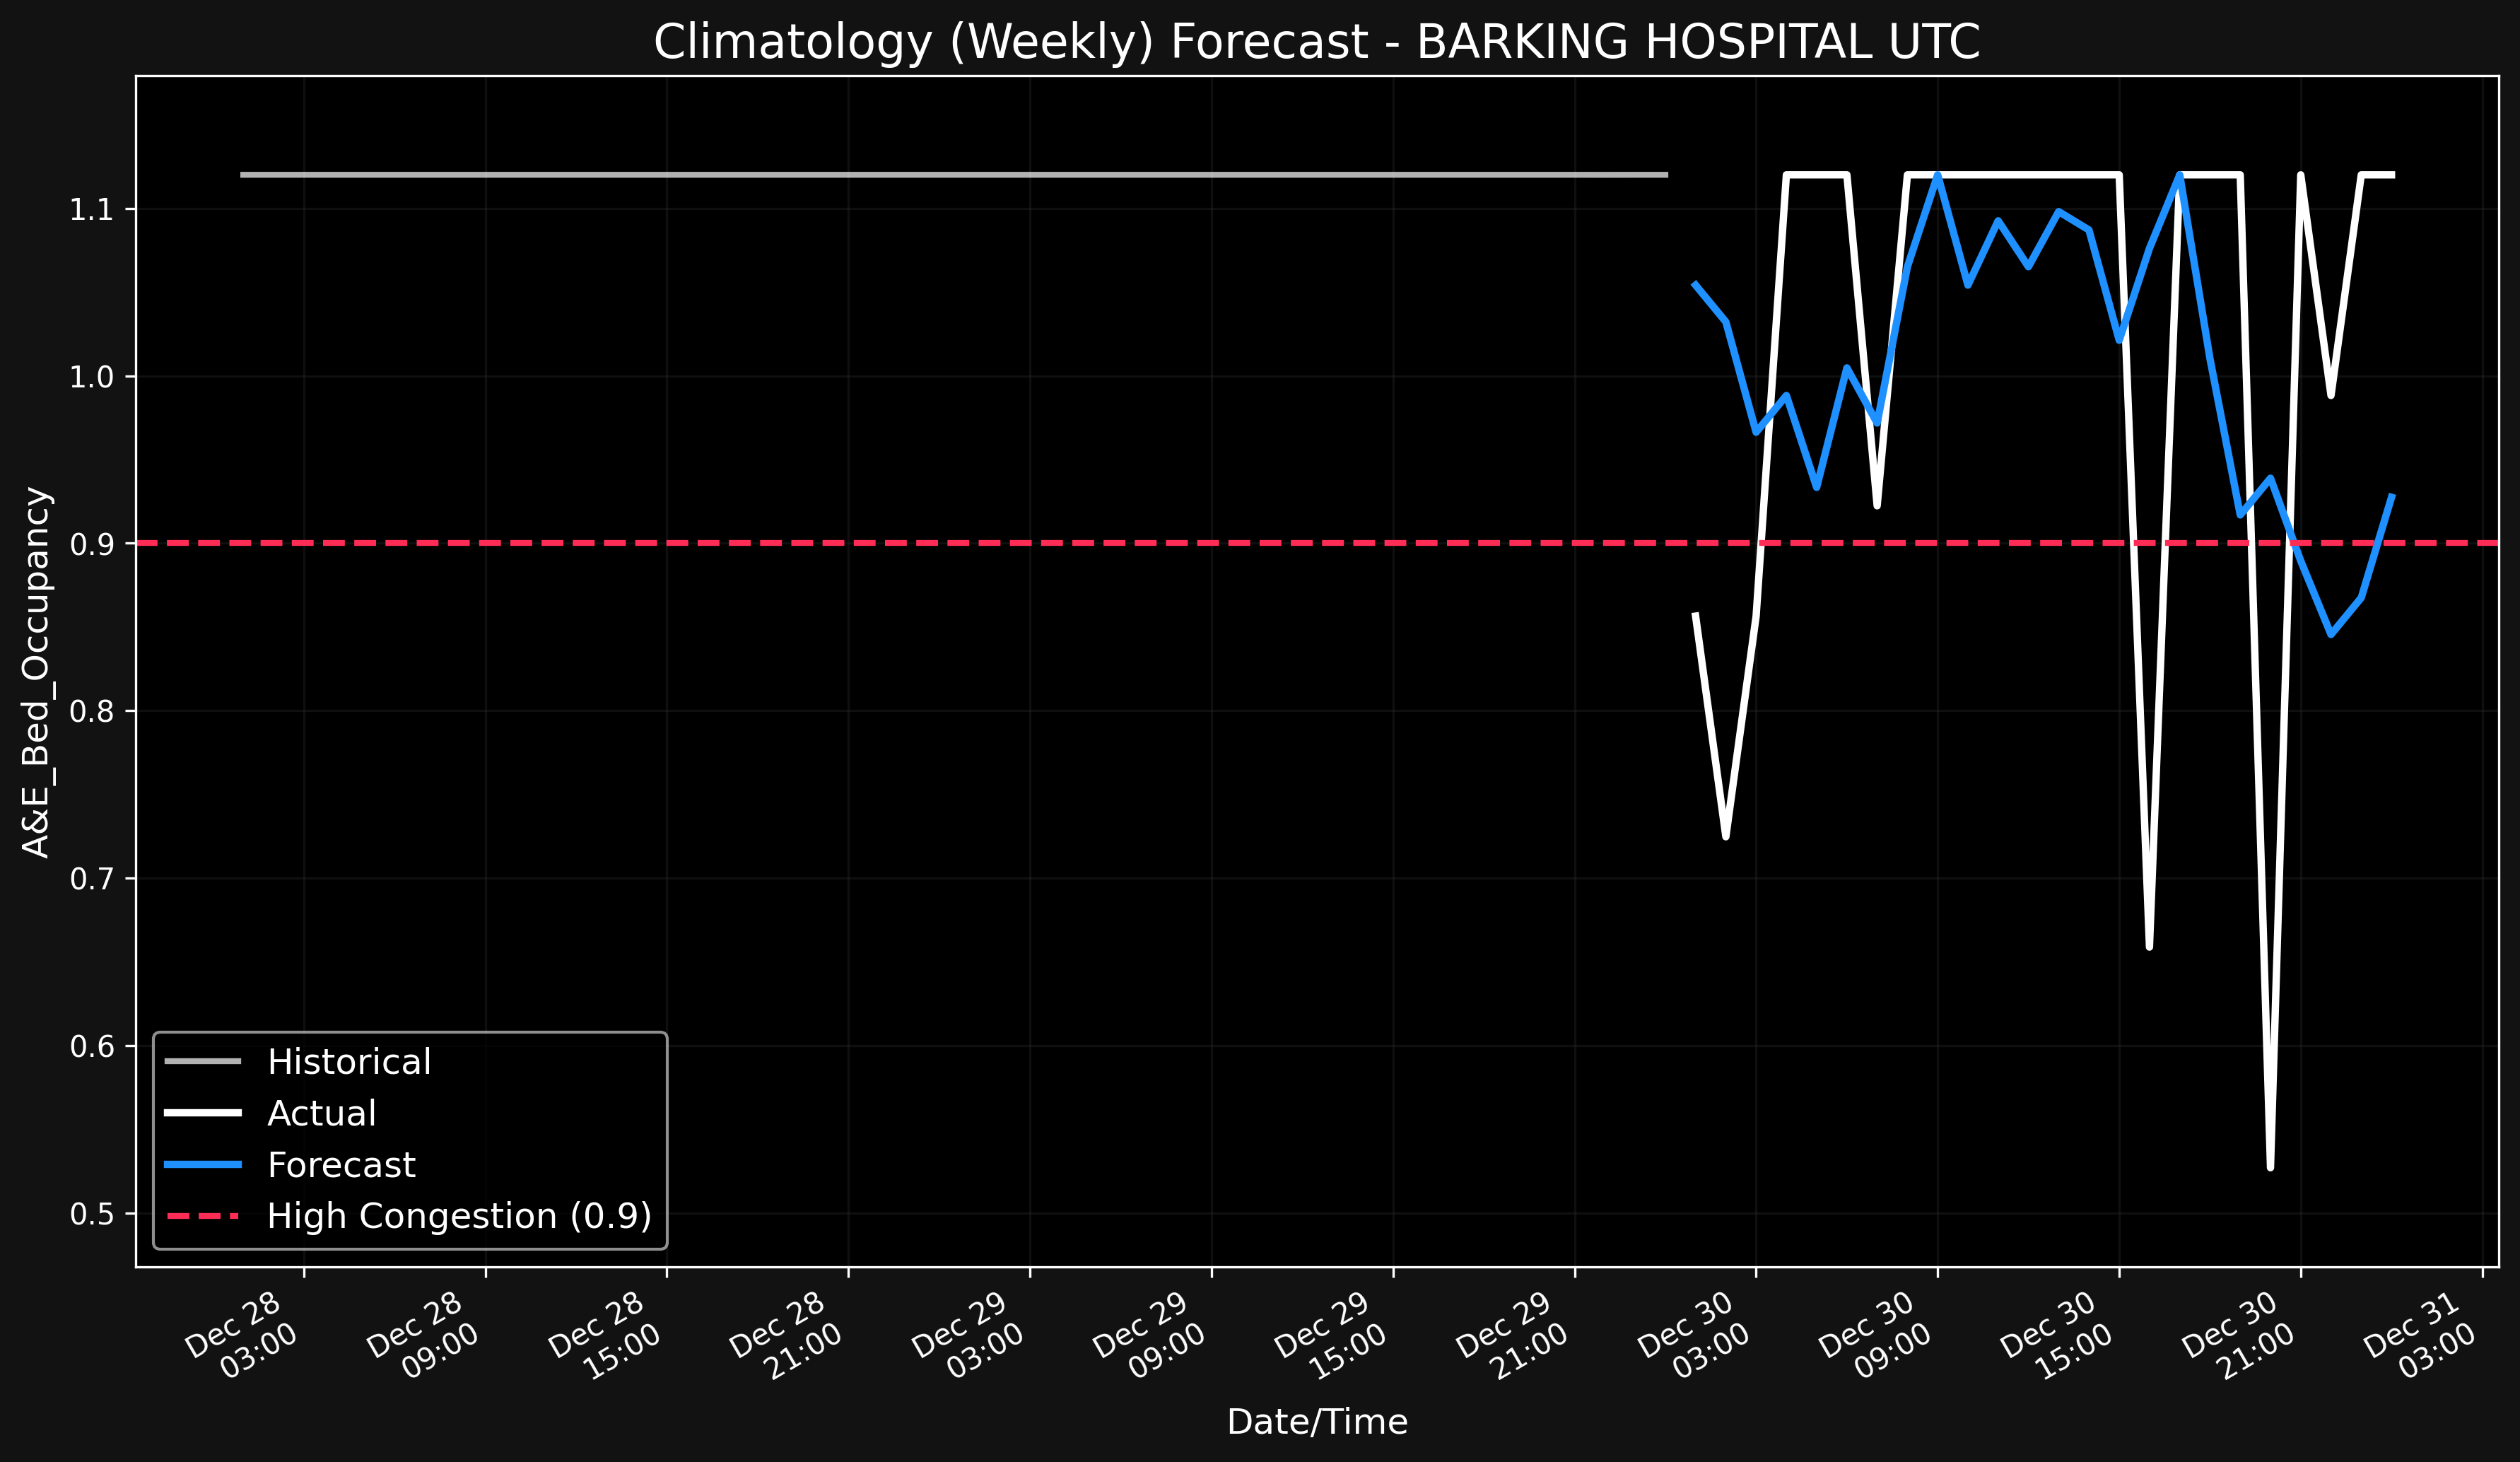 Climatology (Weekly) Forecast - BARKING HOSPITAL UTC
A&E_Bed_Occupancy
1.1
1.0
0.9
0.8
0.7
0.6
0.5
Historical
Actual
Forecast
High Congestion (0.9)
Dec 28
03:00
Dec 28
09:00
Dec 28
15:00
Dec 28
21:00
Dec 29
03:00
Dec 29
09:00
Dec 29
15:00
Dec 29
21:00
Dec 30
03:00
Dec 30
09:00
Dec 30
15:00
Dec 30
21:00
Dec 31
03:00
Date/Time